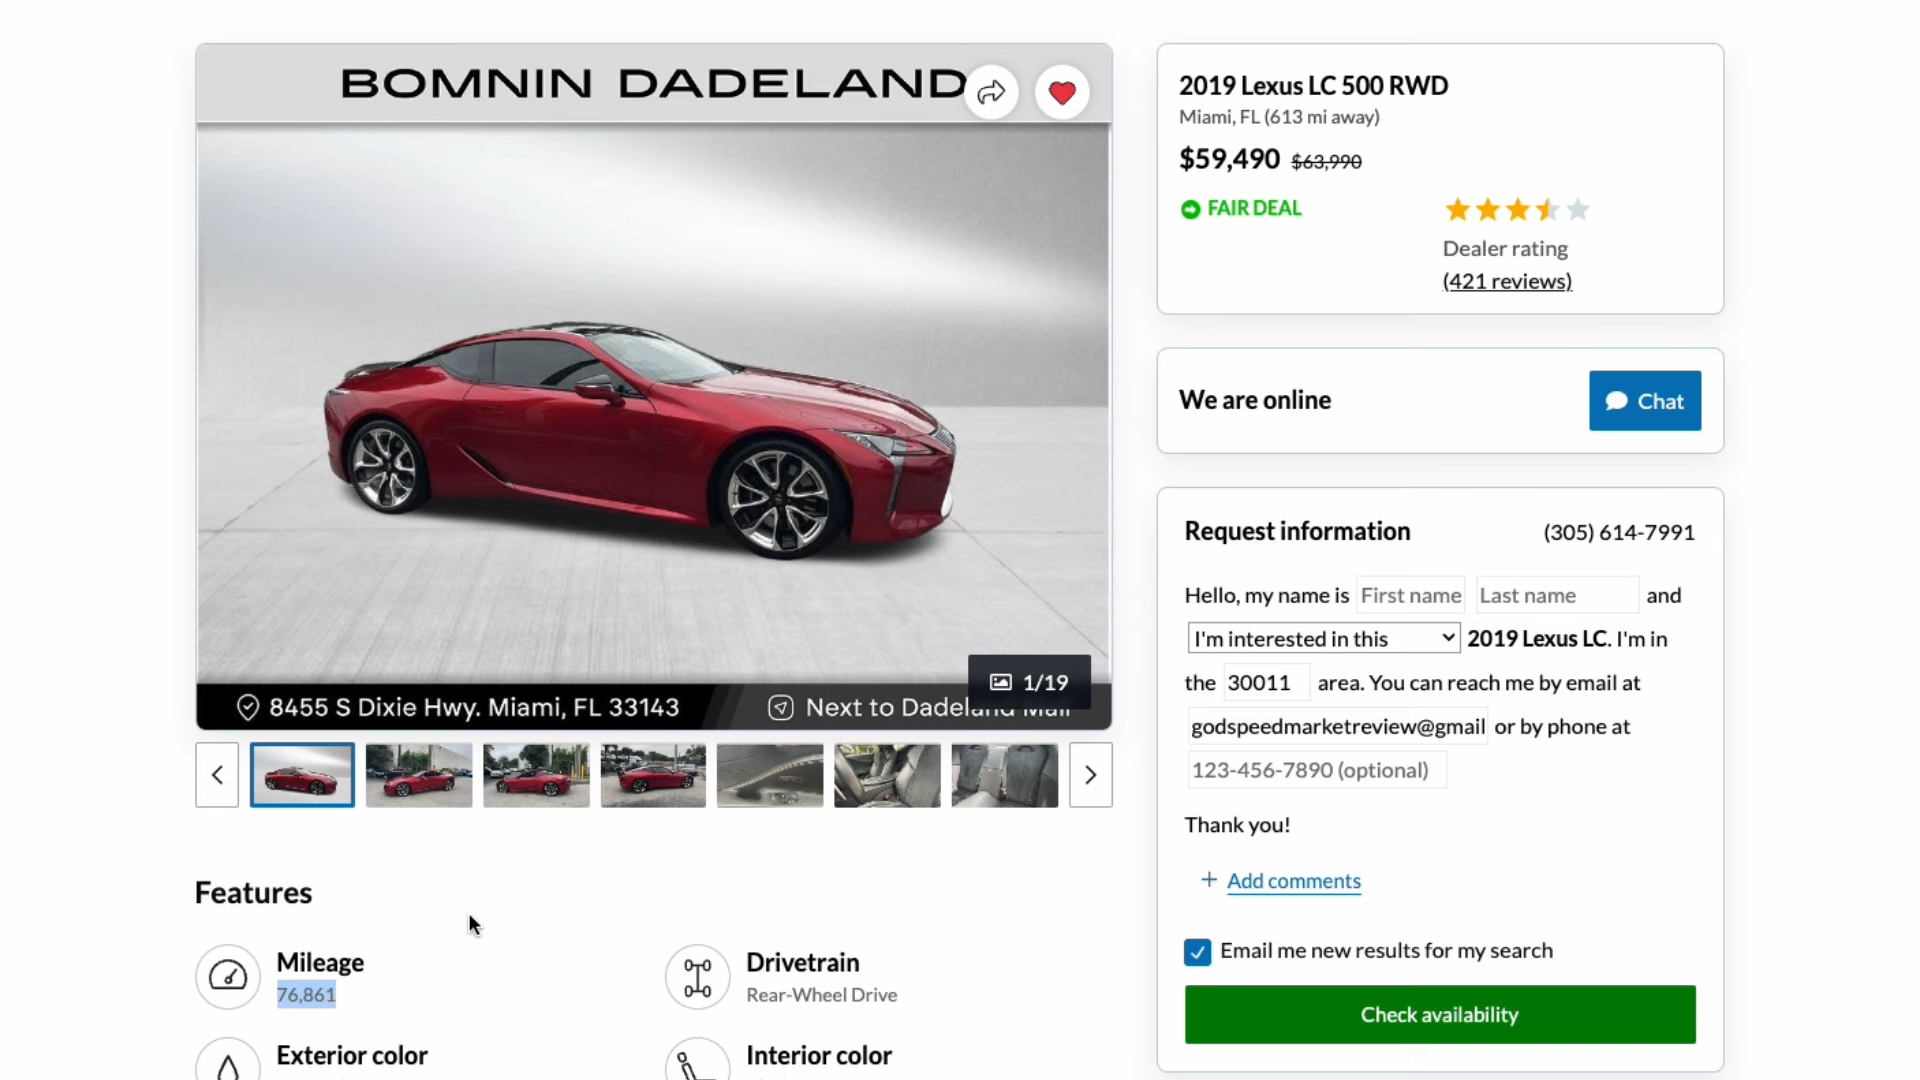 BOMNIN DADELAND
8455 S Dixie Hwy. Miami, FL 33143
Next to Dadeland Mall
1/19
Features
Mileage
76,861
Drivetrain
Rear-Wheel Drive
Exterior color
Interior color
2019 Lexus LC 500 RWD
Miami, FL (613 mi away)
$59,490 $63,990
FAIR DEAL
Dealer rating
(421 reviews)
We are online
Chat
Request information
(305) 614-7991
Hello, my name is First name Last name and
I'm interested in this 2019 Lexus LC. I'm in
the 30011 area. You can reach me by email at
godspeedmarketreview@gmail or by phone at
123-456-7890 (optional)
Thank you!
+ Add comments
Email me new results for my search
Check availability